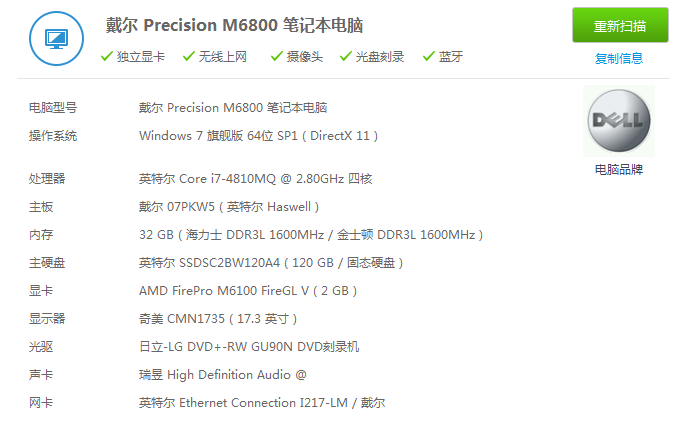 戴尔 Precision M6800 笔记本电脑
重新扫描
独立显卡 无线上网 摄像头 光盘刻录 蓝牙
复制信息
电脑型号 戴尔 Precision M6800 笔记本电脑
操作系统 Windows 7 旗舰版 64位 SP1 ( DirectX 11 )
DELL
电脑品牌
处理器 英特尔 Core i7-4810MQ @ 2.80GHz 四核
主板 戴尔 07PKW5 ( 英特尔 Haswell )
内存 32 GB ( 海力士 DDR3L 1600MHz / 金士顿 DDR3L 1600MHz )
主硬盘 英特尔 SSDSC2BW120A4 ( 120 GB / 固态硬盘 )
显卡 AMD FirePro M6100 FireGL V ( 2 GB )
显示器 奇美 CMN1735 ( 17.3 英寸 )
光驱 日立-LG DVD+-RW GU90N DVD刻录机
声卡 瑞昱 High Definition Audio @
网卡 英特尔 Ethernet Connection I217-LM / 戴尔